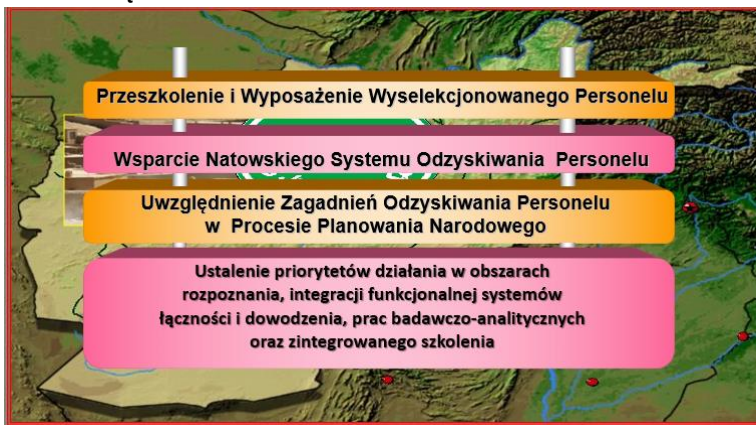 Przeszkolenie i Wyposażenie Wyselekcjonowanego Personelu
Wsparcie Natowskiego Systemu Odzyskiwania Personelu
Uwzględnienie Zagadnień Odzyskiwania Personelu
w Procesie Planowania Narodowego
Ustalenie priorytetów działania w obszarach
rozpoznania, integracji funkcjonalnej systemów
łączności i dowodzenia, prac badawczo-analitycznych
oraz zintegrowanego szkolenia